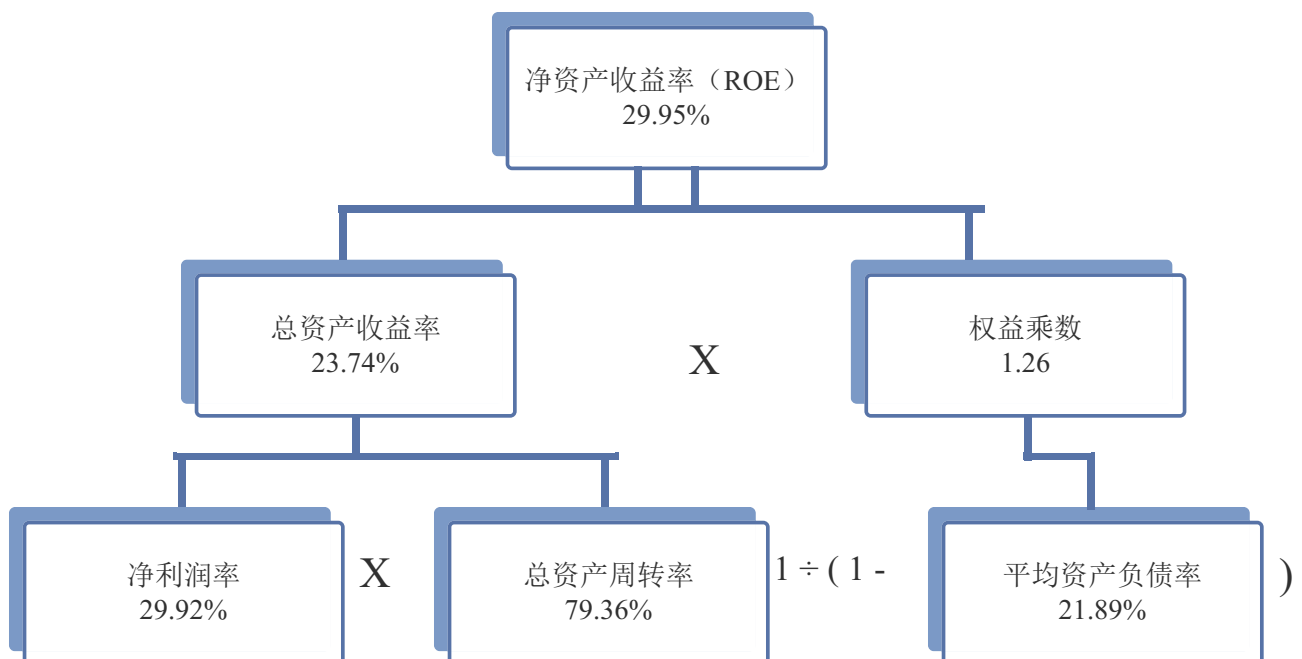 净资产收益率（ROE）
29.95%
总资产收益率
23.74%
X
权益乘数
1.26
净利润率
29.92%
X
总资产周转率
79.36%
1 ÷ ( 1 -
平均资产负债率
21.89%
)